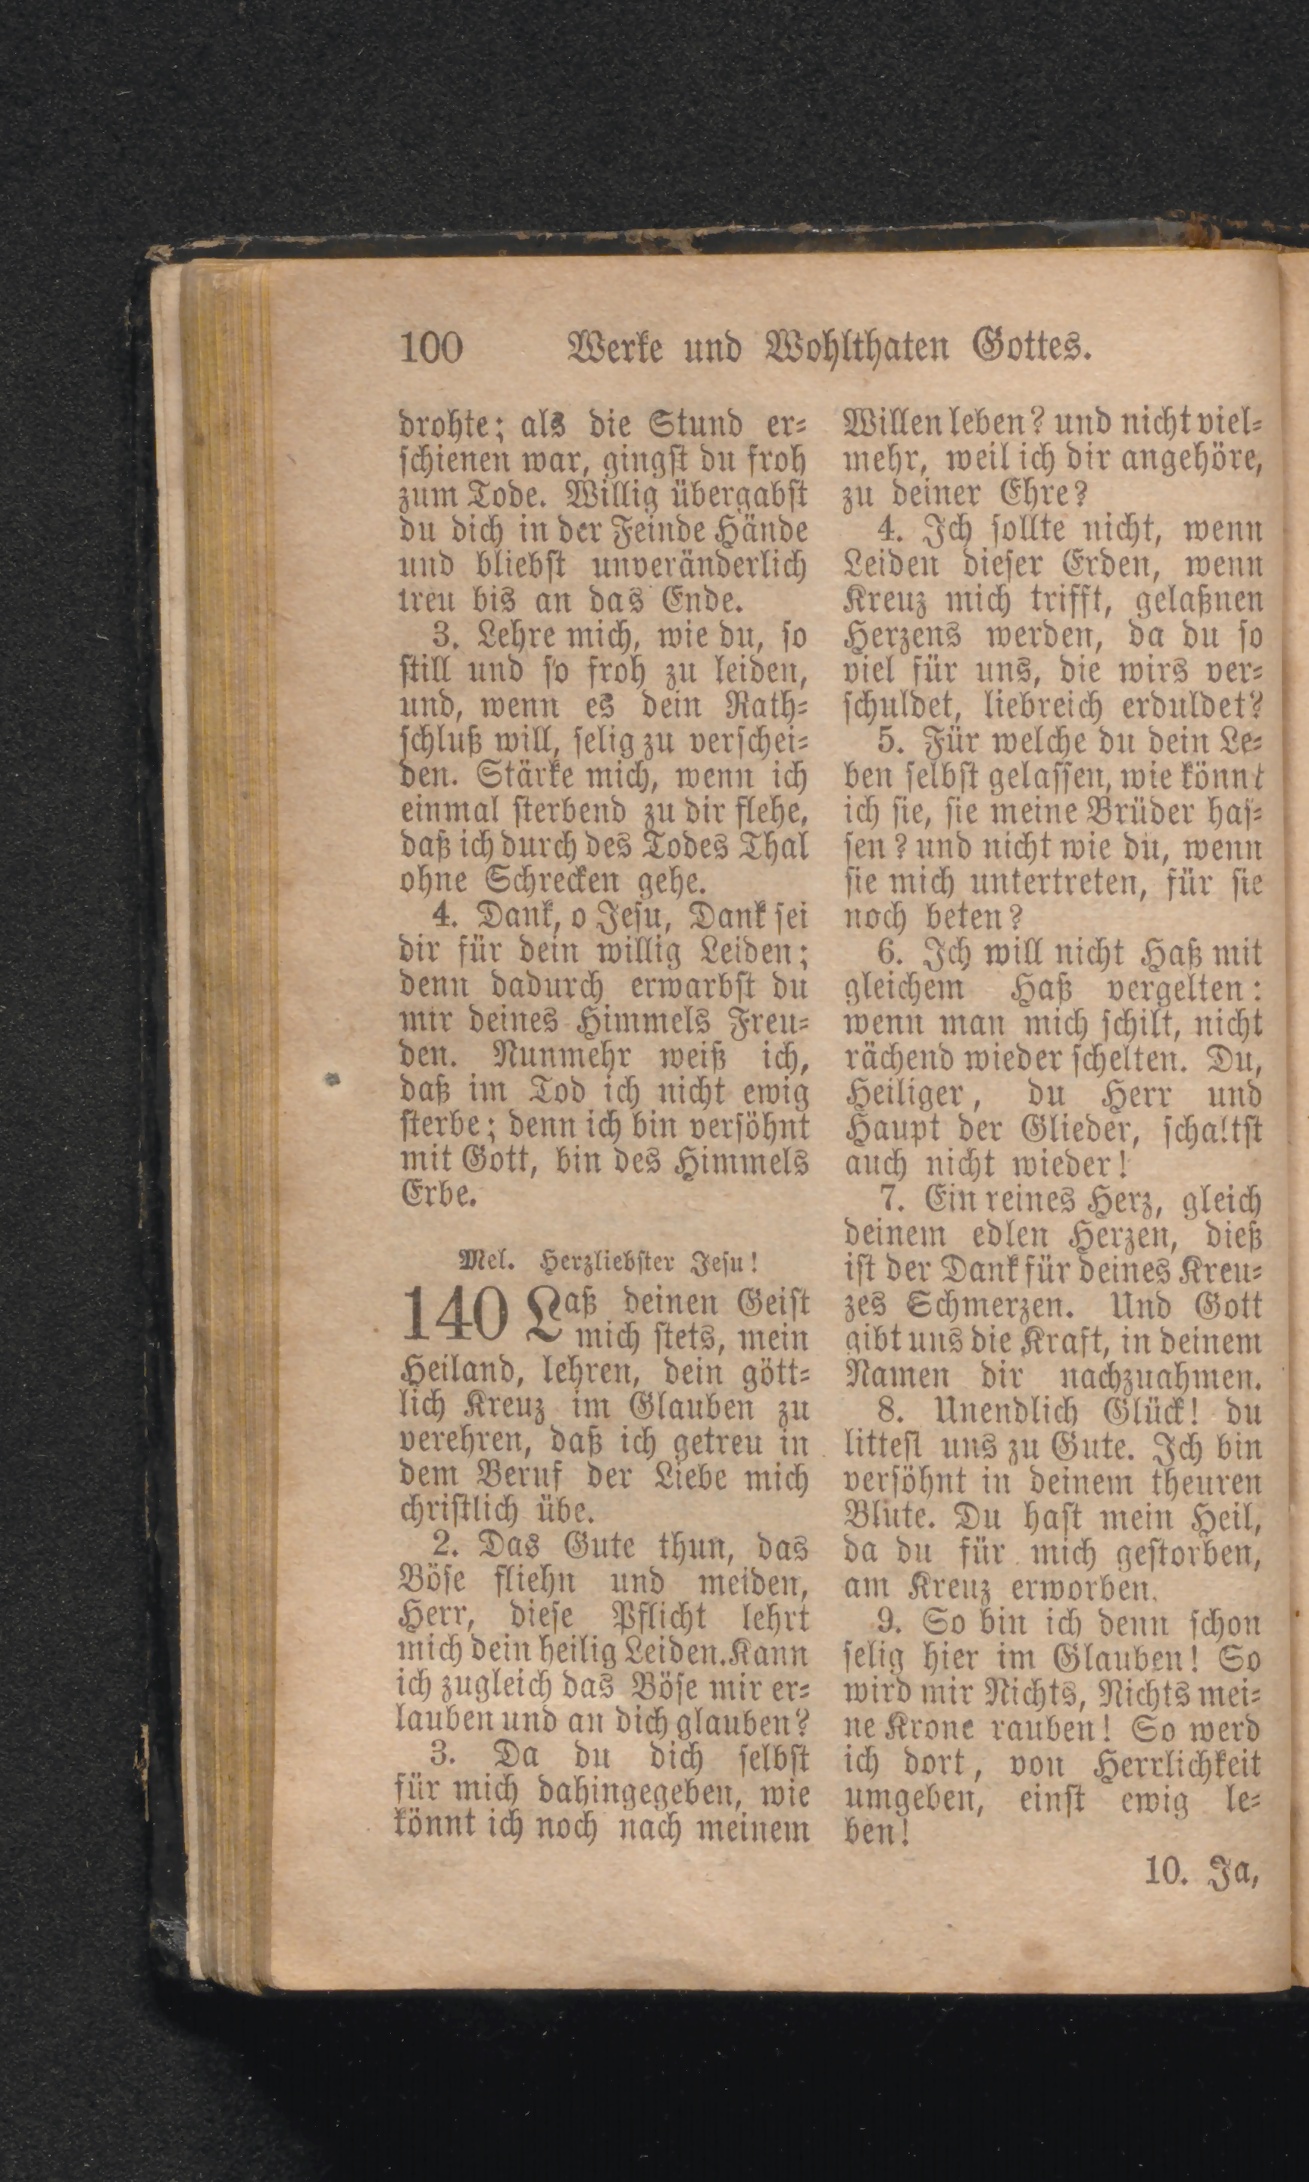 100 Werke und Wohlthaten Gottes.
drohte; als die Stund er-
schienen war, gingst du froh
zum Tode. Willig übergabst
du dich in der Feinde Hände
und bliebst unveränderlich
treu bis an das Ende.
3. Lehre mich, wie du, so
still und so froh zu leiden,
und, wenn es dein Rath-
schluß will, selig zu verschei-
den. Stärke mich, wenn ich
einmal sterbend zu dir flehe,
daß ich durch des Todes Thal
ohne Schrecken gehe.
4. Dank, o Jesu, Dank sei
dir für dein willig Leiden;
denn dadurch erwarbst du
mir deines Himmels Freu-
den. Nunmehr weiß ich,
daß im Tod ich nicht ewig
sterbe; denn ich bin versöhnt
mit Gott, bin des Himmels
Erbe.
Mel. Herzliebster Jesu!
140 Laß deinen Geist
mich stets, mein
Heiland, lehren, dein gött-
lich Kreuz im Glauben zu
verehren, daß ich getreu in
dem Beruf der Liebe mich
christlich übe.
2. Das Gute thun, das
Böse fliehn und meiden,
Herr, diese Pflicht lehrt
mich dein heilig Leiden. Kann
ich zugleich das Böse mir er-
lauben und an dich glauben?
3. Da du dich selbst
für mich dahingegeben, wie
könnt ich noch nach meinem
Willen leben? und nicht viel-
mehr, weil ich dir angehöre,
zu deiner Ehre?
4. Ich sollte nicht, wenn
Leiden dieser Erden, wenn
Kreuz mich trifft, gelaßnen
Herzens werden, da du so
viel für uns, die wirs ver-
schuldet, liebreich erduldet?
5. Für welche du dein Le-
ben selbst gelassen, wie könnt
ich sie, sie meine Brüder has-
sen? und nicht wie du, wenn
sie mich untertreten, für sie
noch beten?
6. Ich will nicht Haß mit
gleichem Haß vergelten:
wenn man mich schilt, nicht
rächend wieder schelten. Du,
Heiliger, du Herr und
Haupt der Glieder, schaltst
auch nicht wieder!
7. Ein reines Herz, gleich
deinem edlen Herzen, dieß
ist der Dank für deines Kreu-
zes Schmerzen. Und Gott
gibt uns die Kraft, in deinem
Namen dir nachzuahmen.
8. Unendlich Glück! du
littest uns zu Gute. Ich bin
versöhnt in deinem theuren
Blute. Du hast mein Heil,
da du für mich gestorben,
am Kreuz erworben.
9. So bin ich denn schon
selig hier im Glauben! So
wird mir Nichts, Nichts mei-
ne Krone rauben! So werd
ich dort, von Herrlichkeit
umgeben, einst ewig le-
ben!
10. Ja,